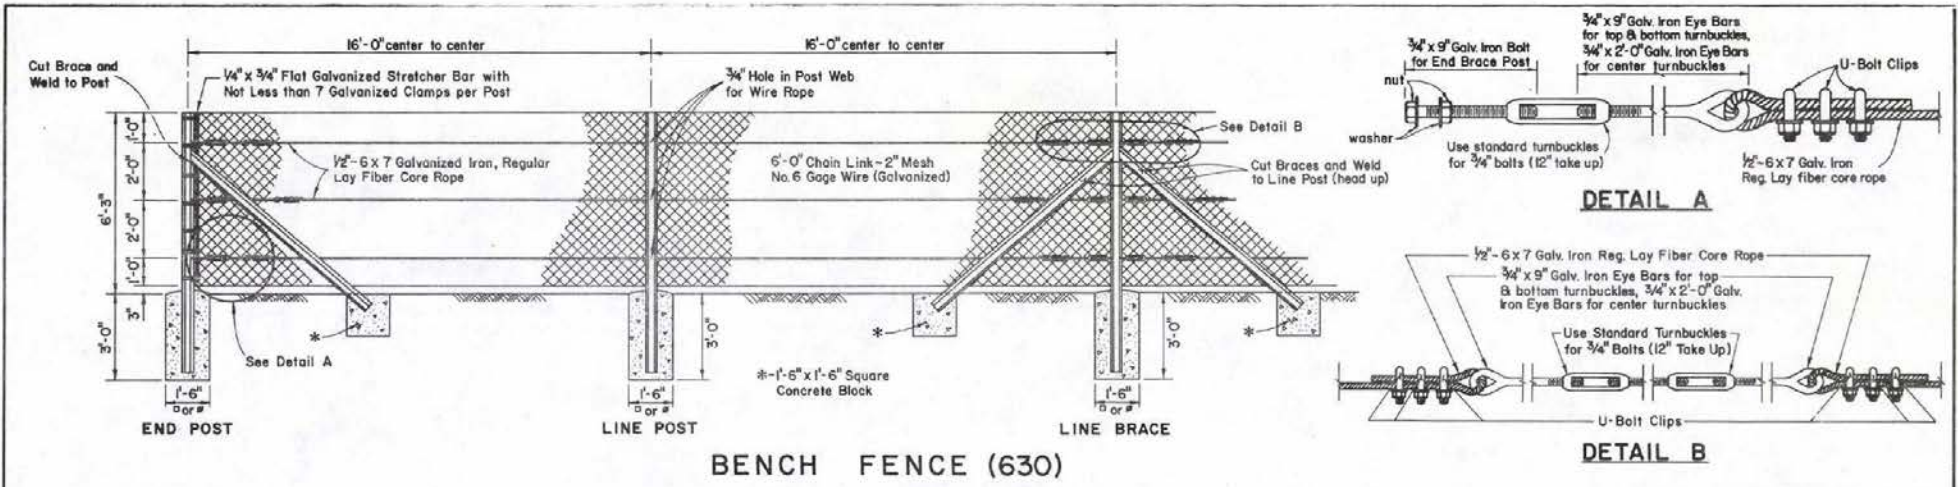 16'-0" center to center
16'-0" center to center
Cut Brace and
Weld to Post
1/4" x 3/4" Flat Galvanized Stretcher Bar with
Not Less than 7 Galvanized Clamps per Post
3/4" Hole in Post Web
for Wire Rope
1'-0"
2'-0"
2'-0"
1'-0"
3"
6'-3"
3'-0"
1/2"-6 x 7 Galvanized Iron, Regular
Lay Fiber Core Rope
6'-0" Chain Link~2" Mesh
No. 6 Gage Wire (Galvanized)
See Detail B
Cut Braces and Weld
to Line Post (head up)
*
See Detail A
3'-0"
*
*
3'-0"
*-1'-6" x 1'-6" Square
Concrete Block
1'-6"
□ or ø
1'-6"
□ or ø
1'-6"
□ or ø
END POST
LINE POST
LINE BRACE
BENCH FENCE (630)
3/4" x 9" Galv. Iron Bolt
for End Brace Post
3/4" x 9" Galv. Iron Eye Bars
for top & bottom turnbuckles,
3/4" x 2'-0" Galv. Iron Eye Bars
for center turnbuckles
U-Bolt Clips
nut
washer
Use standard turnbuckles
for 3/4" bolts (12" take up)
1/2"-6 x 7 Galv. Iron
Reg. Lay fiber core rope
DETAIL A
1/2"-6 x 7 Galv. Iron Reg. Lay Fiber Core Rope
3/4" x 9" Galv. Iron Eye Bars for top
& bottom turnbuckles, 3/4" x 2'-0" Galv.
Iron Eye Bars for center turnbuckles
Use Standard Turnbuckles
for 3/4" Bolts (12" Take Up)
U-Bolt Clips
DETAIL B